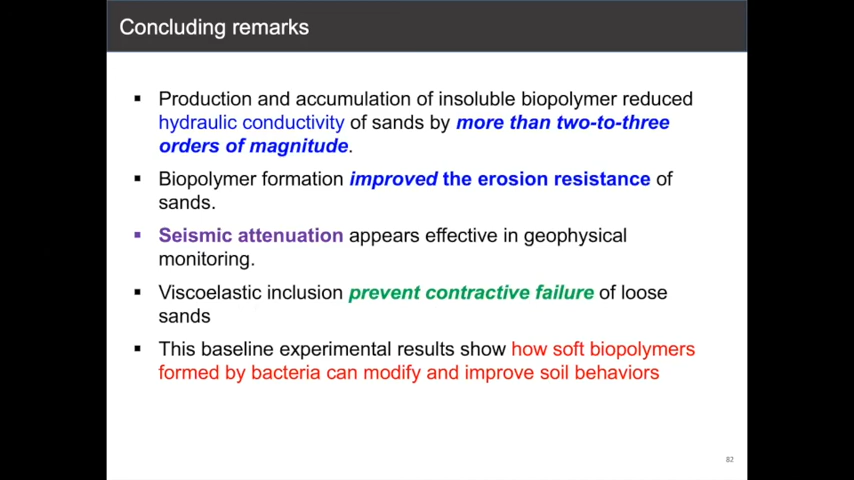 Concluding remarks
▪ Production and accumulation of insoluble biopolymer reduced
hydraulic conductivity of sands by more than two-to-three
orders of magnitude.
▪ Biopolymer formation improved the erosion resistance of
sands.
▪ Seismic attenuation appears effective in geophysical
monitoring.
▪ Viscoelastic inclusion prevent contractive failure of loose
sands
▪ This baseline experimental results show how soft biopolymers
formed by bacteria can modify and improve soil behaviors
82